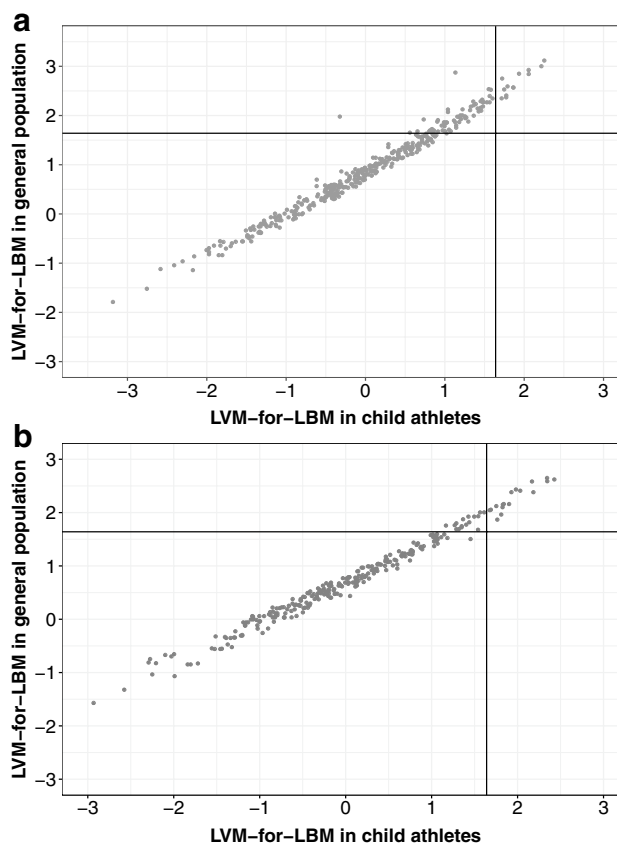 a
LVM-for-LBM in general population
3
2
1
0
−1
−2
−3
−3 −2 −1 0 1 2 3
LVM-for-LBM in child athletes
b
LVM-for-LBM in general population
3
2
1
0
−1
−2
−3
−3 −2 −1 0 1 2 3
LVM-for-LBM in child athletes